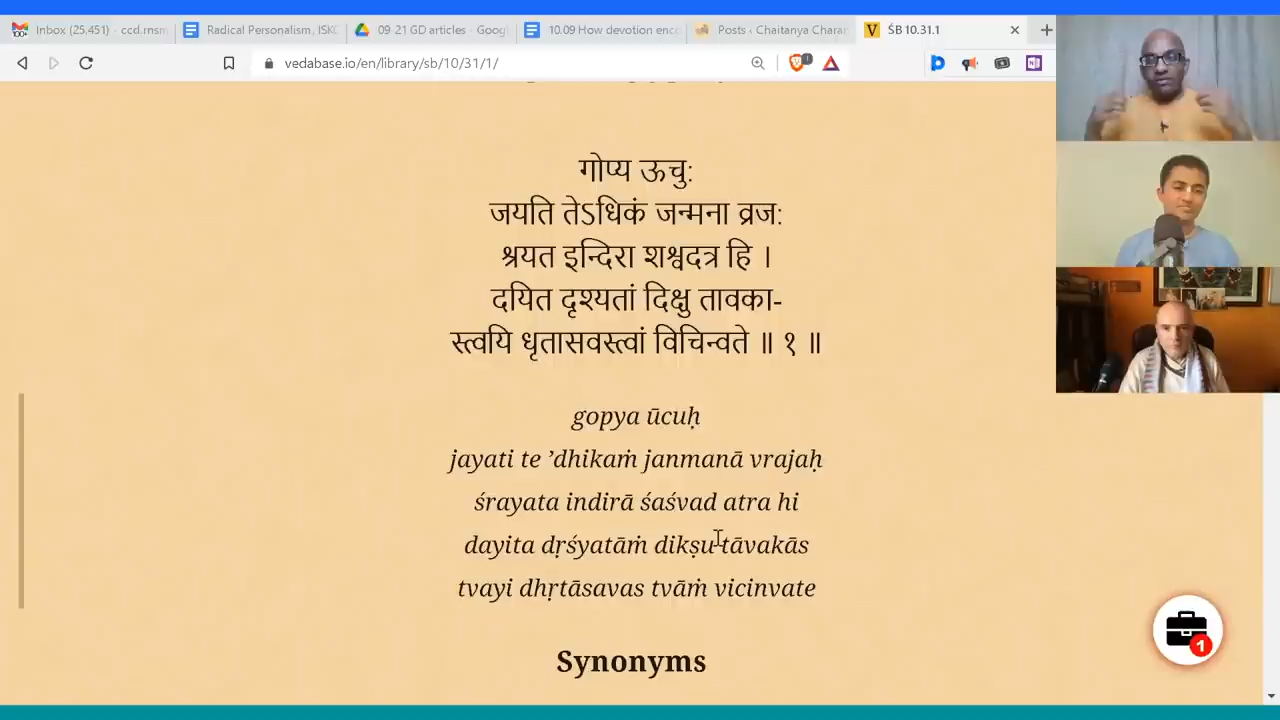 Inbox (25,451) - ccd.rnsm
Radical Personalism, ISKC
09-21 GD articles - Goog
10.09 How devotion enc
Posts ‹ Chaitanya Charan
V ŚB 10.31.1
vedabase.io/en/library/sb/10/31/1/
गोप्य ऊचु:
जयति तेऽधिकं जन्मना व्रज:
श्रयत इन्दिरा शश्वदत्र हि ।
दयित द‍ृश्यतां दिक्षु तावका-
स्त्वयि धृतासवस्त्वां विचिन्वते ॥ १ ॥
gopya ūcuḥ
jayati te ’dhikaṁ janmanā vrajaḥ
śrayata indirā śaśvad atra hi
dayita dṛśyatāṁ dikṣu tāvakās
tvayi dhṛtāsavas tvāṁ vicinvate
Synonyms
1